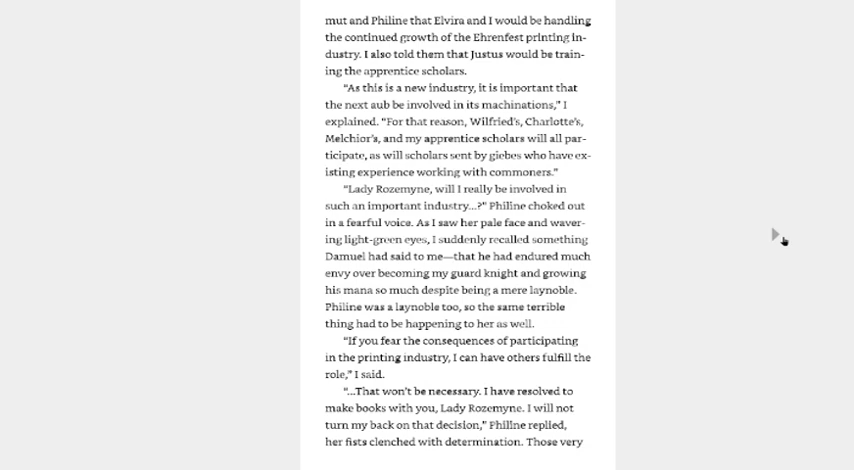 mut and Philine that Elvira and I would be handling
the continued growth of the Ehrenfest printing in-
dustry. I also told them that Justus would be train-
ing the apprentice scholars.
“As this is a new industry, it is important that
the next aub be involved in its machinations,” I
explained. “For that reason, Wilfried’s, Charlotte’s,
Melchior’s, and my apprentice scholars will all par-
ticipate, as will scholars sent by giebes who have ex-
isting experience working with commoners.”
“Lady Rozemyne, will I really be involved in
such an important industry...?” Philine choked out
in a fearful voice. As I saw her pale face and waver-
ing light-green eyes, I suddenly recalled something
Damuel had said to me—that he had endured much
envy over becoming my guard knight and growing
his mana so much despite being a mere laynoble.
Philine was a laynoble too, so the same terrible
thing had to be happening to her as well.
“If you fear the consequences of participating
in the printing industry, I can have others fulfill the
role,” I said.
“...That won’t be necessary. I have resolved to
make books with you, Lady Rozemyne. I will not
turn my back on that decision,” Philine replied,
her fists clenched with determination. Those very